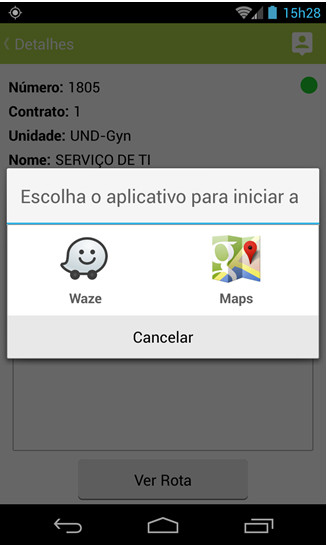 15h28
Detalhes
Número: 1805
Contrato: 1
Unidade: UND-Gyn
Nome: SERVIÇO DE TI
Escolha o aplicativo para iniciar a
Waze
Maps
Cancelar
Ver Rota